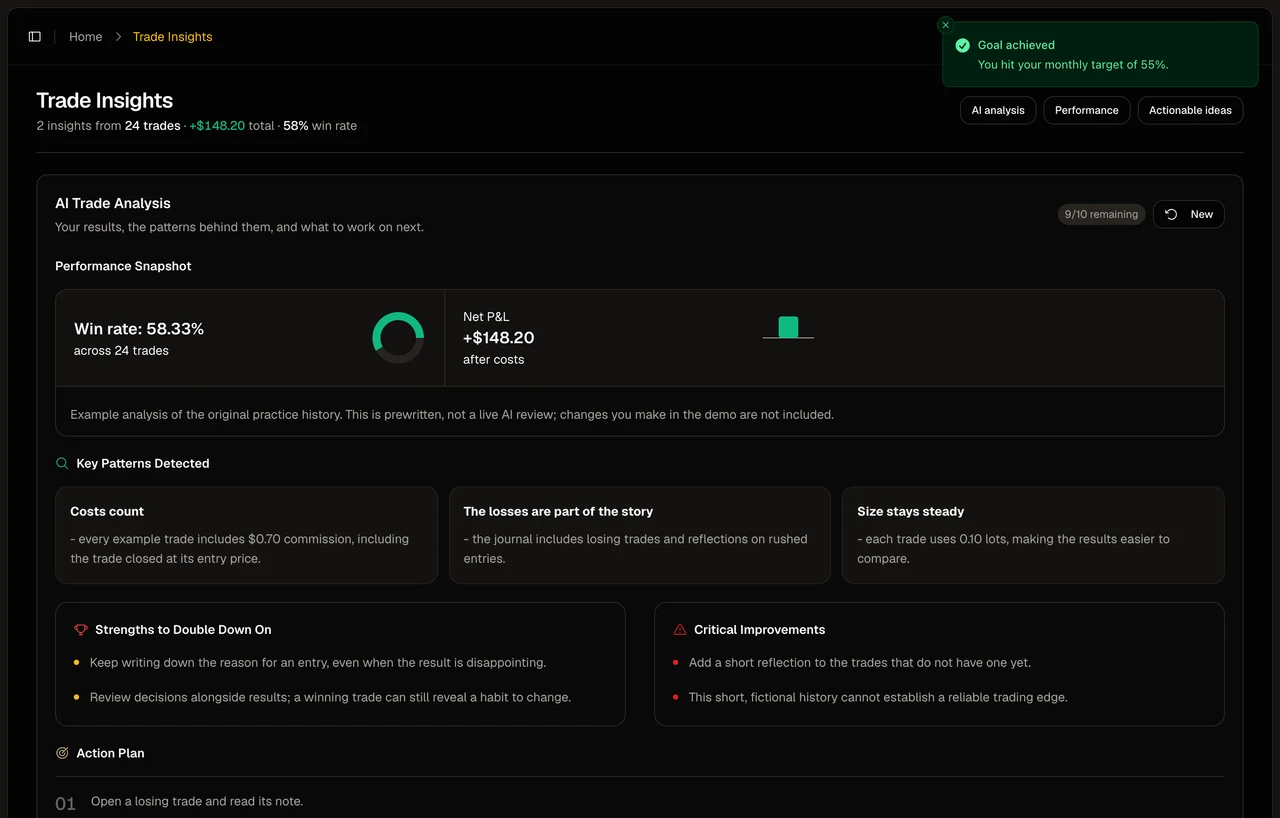 Home > Trade Insights
Goal achieved
You hit your monthly target of 55%.
Trade Insights
2 insights from 24 trades · +$148.20 total · 58% win rate
AI analysis
Performance
Actionable ideas
AI Trade Analysis
Your results, the patterns behind them, and what to work on next.
9/10 remaining
New
Performance Snapshot
Win rate: 58.33%
across 24 trades
Net P&L
+$148.20
after costs
Example analysis of the original practice history. This is prewritten, not a live AI review; changes you make in the demo are not included.
Key Patterns Detected
Costs count
- every example trade includes $0.70 commission, including
the trade closed at its entry price.
The losses are part of the story
- the journal includes losing trades and reflections on rushed
entries.
Size stays steady
- each trade uses 0.10 lots, making the results easier to
compare.
Strengths to Double Down On
Keep writing down the reason for an entry, even when the result is disappointing.
Review decisions alongside results; a winning trade can still reveal a habit to change.
Critical Improvements
Add a short reflection to the trades that do not have one yet.
This short, fictional history cannot establish a reliable trading edge.
Action Plan
01 Open a losing trade and read its note.